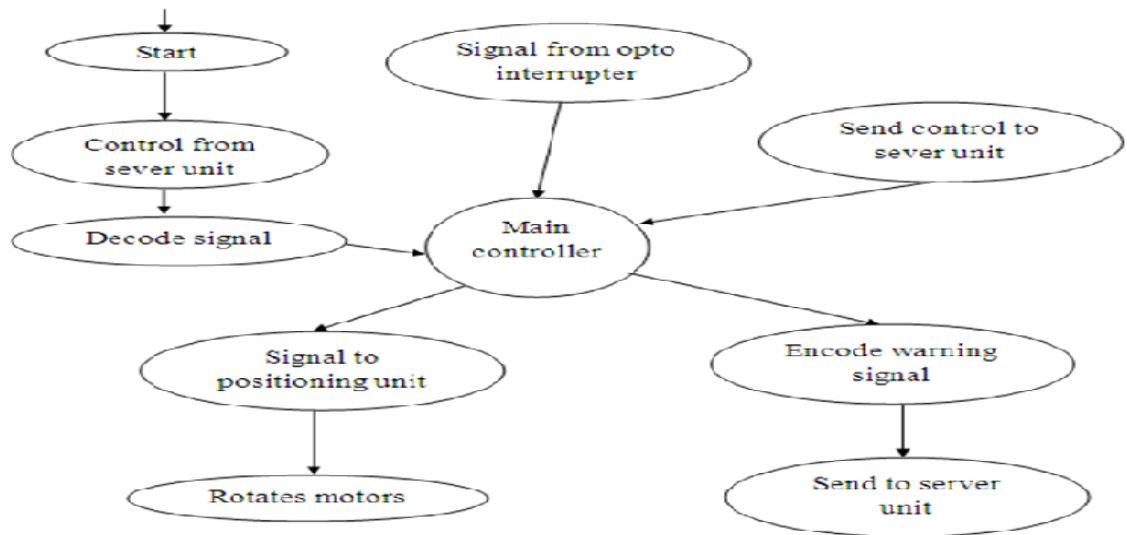 Start
Signal from opto
interrupter
Send control to
sever unit
Control from
sever unit
Decode signal
Main
controller
Signal to
positioning unit
Encode warning
signal
Rotates motors
Send to server
unit